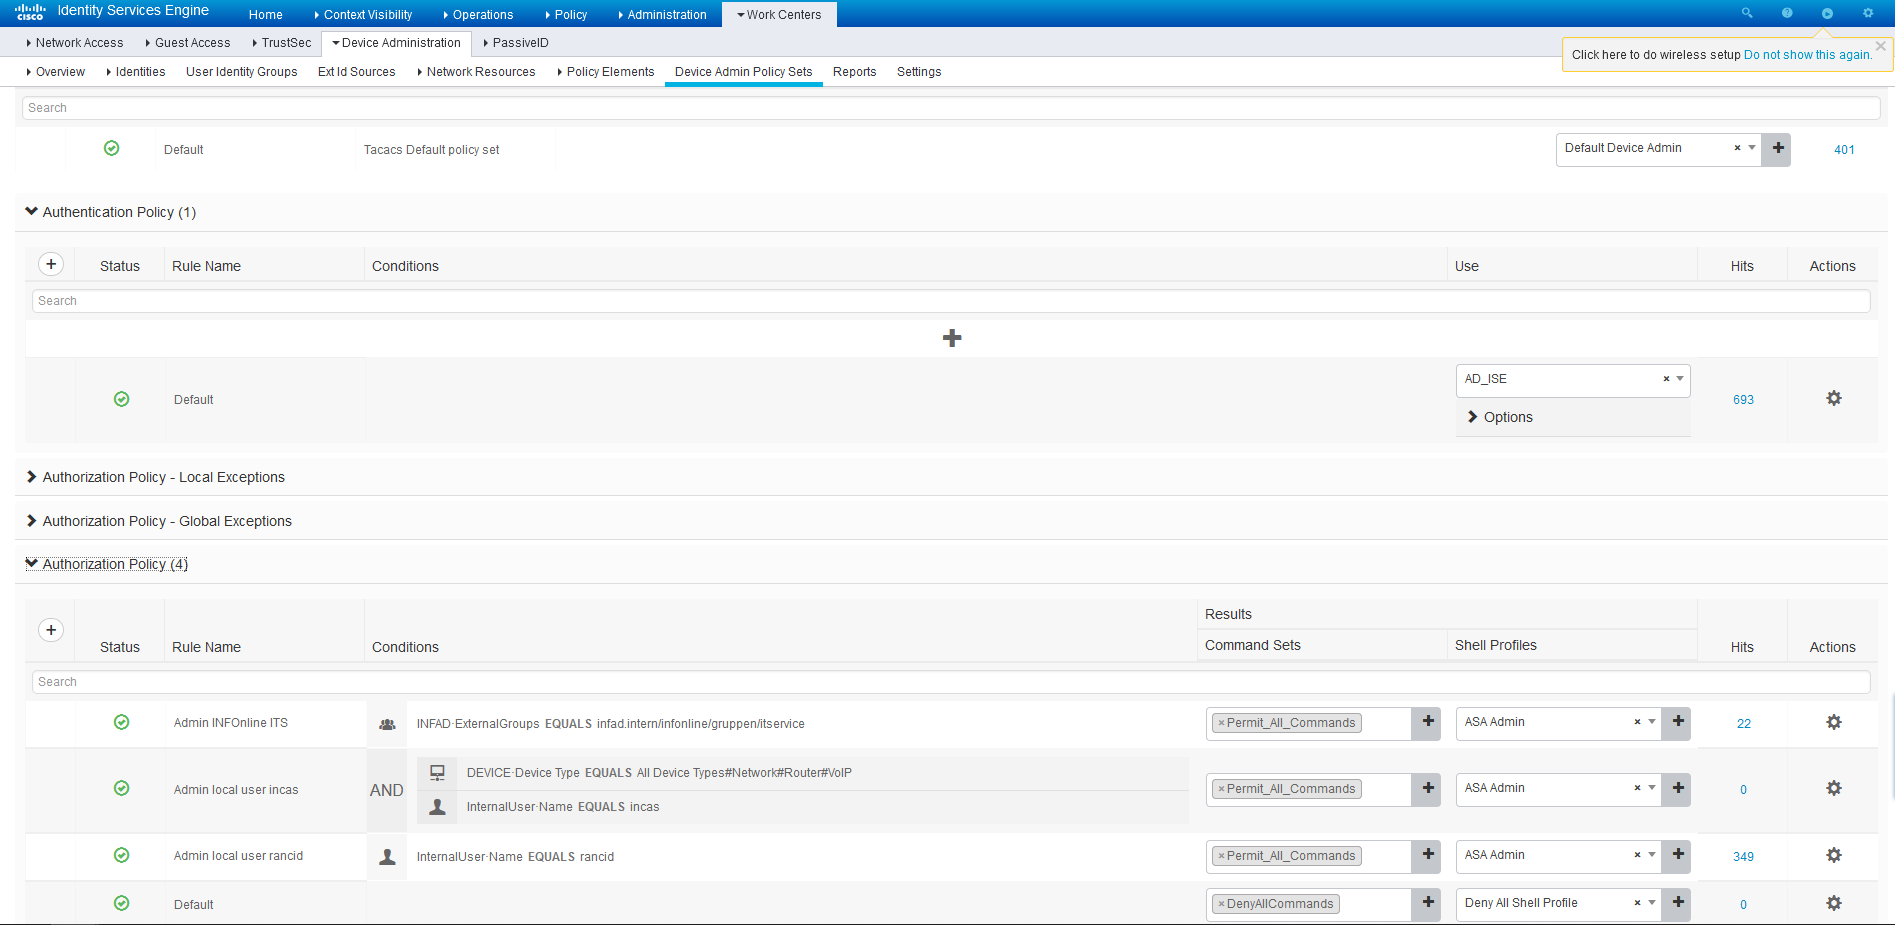 cisco Identity Services Engine Home Context Visibility Operations Policy Administration Work Centers
Network Access Guest Access TrustSec Device Administration PassiveID
Click here to do wireless setup Do not show this again.
Overview Identities User Identity Groups Ext Id Sources Network Resources Policy Elements Device Admin Policy Sets Reports Settings
Search
Default Tacacs Default policy set Default Device Admin × 401
Authentication Policy (1)
+ Status Rule Name Conditions Use Hits Actions
Search
Default AD_ISE × 693
Options
Authorization Policy - Local Exceptions
Authorization Policy - Global Exceptions
Authorization Policy (4)
Results
+ Status Rule Name Conditions Command Sets Shell Profiles Hits Actions
Search
Admin INFOnline ITS INFAD·ExternalGroups EQUALS infad.intern/infonline/gruppen/itservice ×Permit_All_Commands ASA Admin × 22
Admin local user incas AND DEVICE·Device Type EQUALS All Device Types#Network#Router#VoIP ×Permit_All_Commands ASA Admin × 0
InternalUser·Name EQUALS incas
Admin local user rancid InternalUser·Name EQUALS rancid ×Permit_All_Commands ASA Admin × 349
Default ×DenyAllCommands Deny All Shell Profile × 0